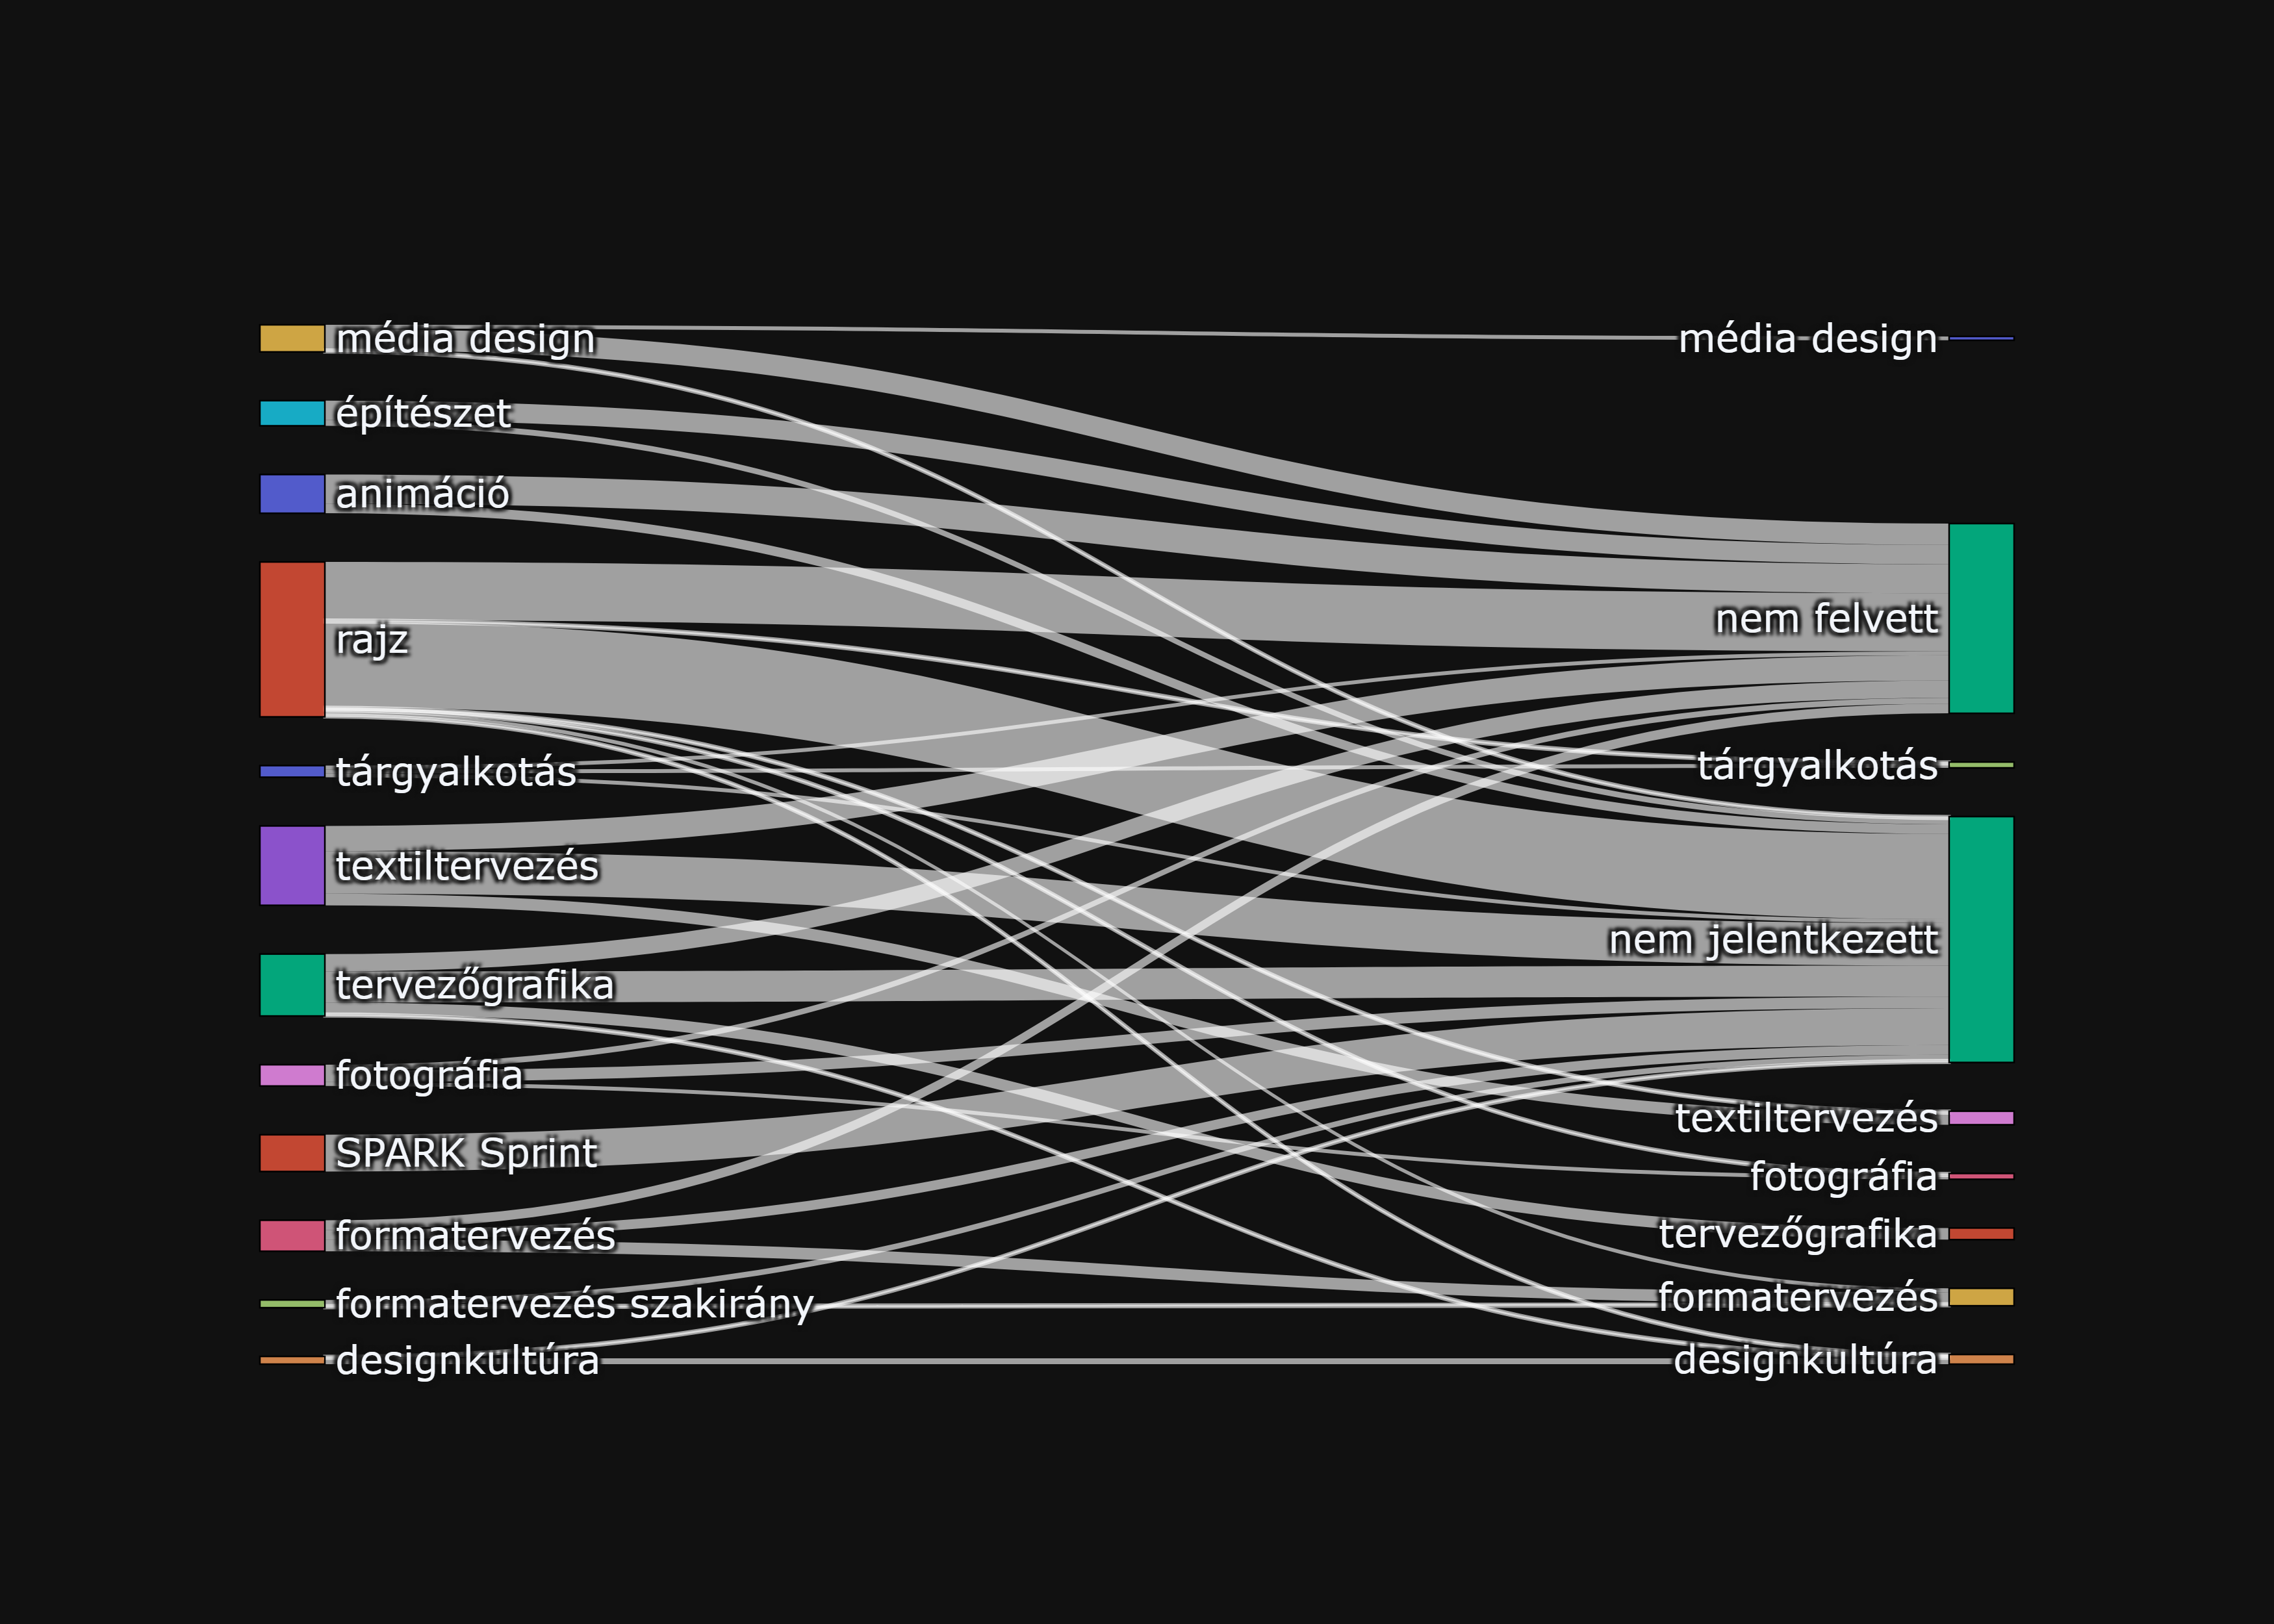 média design
építészet
animáció
rajz
tárgyalkotás
textiltervezés
tervezőgrafika
fotográfia
SPARK Sprint
formatervezés
formatervezés szakirány
designkultúra
média design
nem felvett
tárgyalkotás
nem jelentkezett
textiltervezés
fotográfia
tervezőgrafika
formatervezés
designkultúra